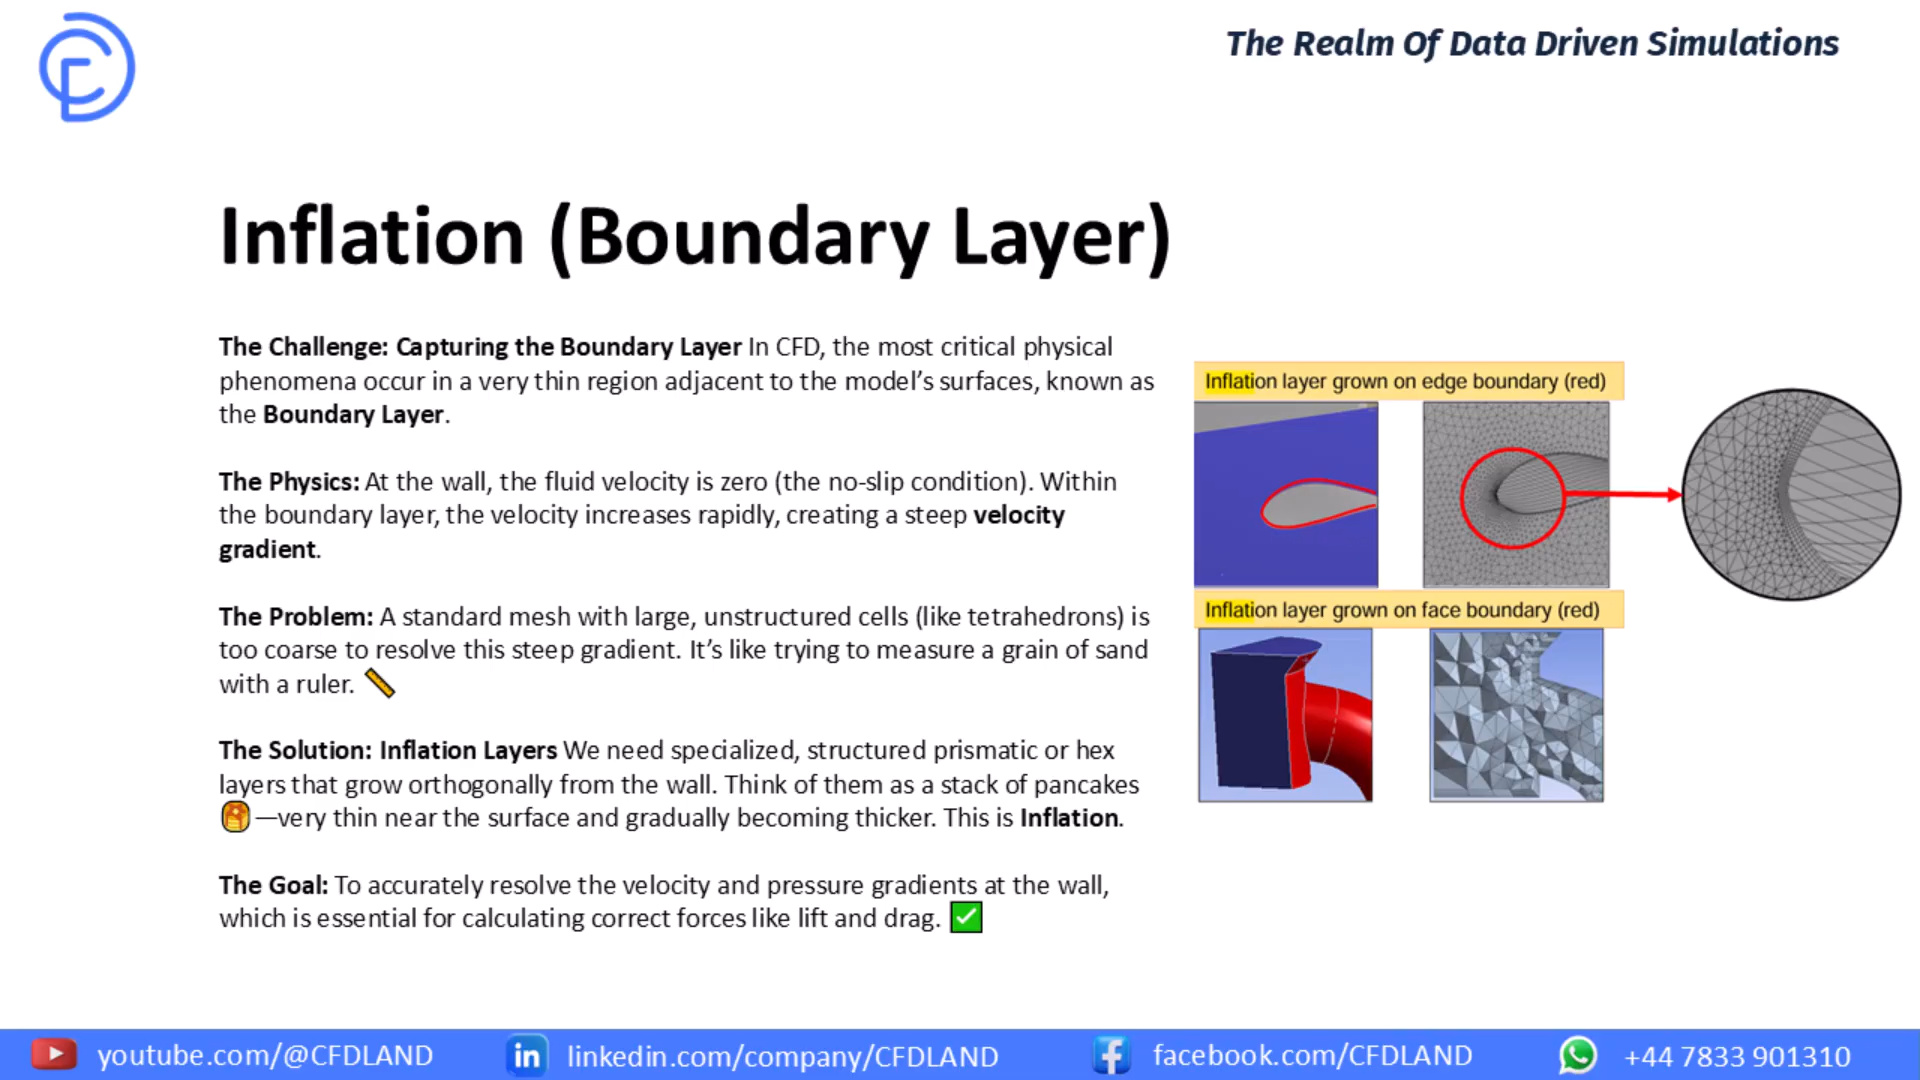 The Realm Of Data Driven Simulations
Inflation (Boundary Layer)
The Challenge: Capturing the Boundary Layer In CFD, the most critical physical
phenomena occur in a very thin region adjacent to the model’s surfaces, known as
the Boundary Layer.
The Physics: At the wall, the fluid velocity is zero (the no-slip condition). Within
the boundary layer, the velocity increases rapidly, creating a steep velocity
gradient.
The Problem: A standard mesh with large, unstructured cells (like tetrahedrons) is
too coarse to resolve this steep gradient. It’s like trying to measure a grain of sand
with a ruler. 📏
The Solution: Inflation Layers We need specialized, structured prismatic or hex
layers that grow orthogonally from the wall. Think of them as a stack of pancakes
🥞—very thin near the surface and gradually becoming thicker. This is Inflation.
The Goal: To accurately resolve the velocity and pressure gradients at the wall,
which is essential for calculating correct forces like lift and drag. ✅
Inflation layer grown on edge boundary (red)
Inflation layer grown on face boundary (red)
youtube.com/@CFDLAND
linkedin.com/company/CFDLAND
facebook.com/CFDLAND
+44 7833 901310